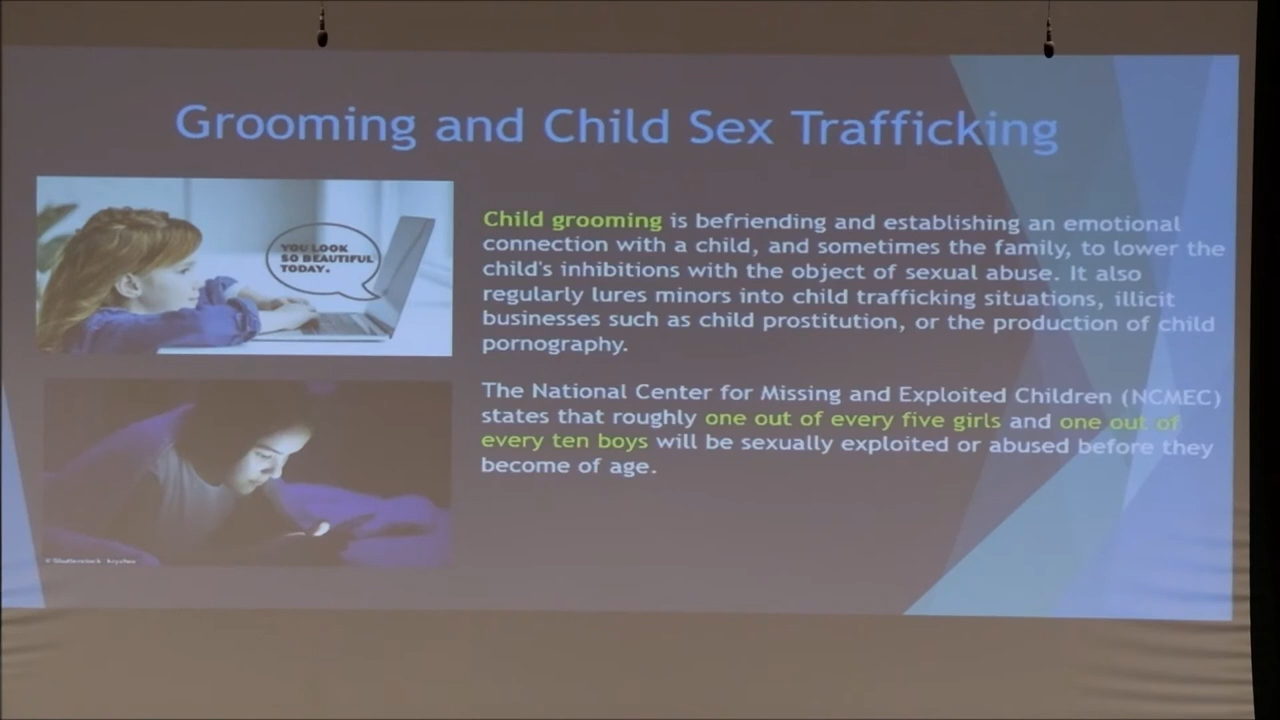 Grooming and Child Sex Trafficking
YOU LOOK
SO BEAUTIFUL
TODAY.
Child grooming is befriending and establishing an emotional
connection with a child, and sometimes the family, to lower the
child's inhibitions with the object of sexual abuse. It also
regularly lures minors into child trafficking situations, illicit
businesses such as child prostitution, or the production of child
pornography.
The National Center for Missing and Exploited Children (NCMEC)
states that roughly one out of every five girls and one out of
every ten boys will be sexually exploited or abused before they
become of age.